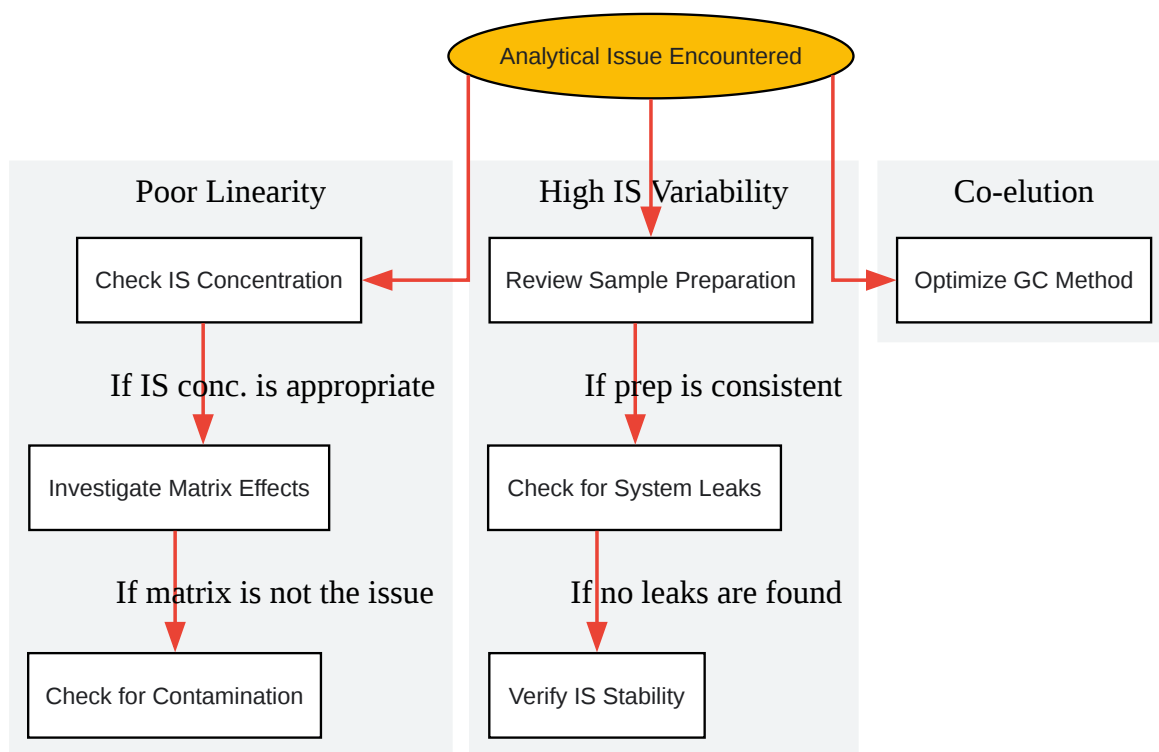 Analytical Issue Encountered
Poor Linearity
High IS Variability
Co-elution
Check IS Concentration
Review Sample Preparation
Optimize GC Method
If IS conc. is appropriate
If prep is consistent
Investigate Matrix Effects
Check for System Leaks
If matrix is not the issue
If no leaks are found
Check for Contamination
Verify IS Stability